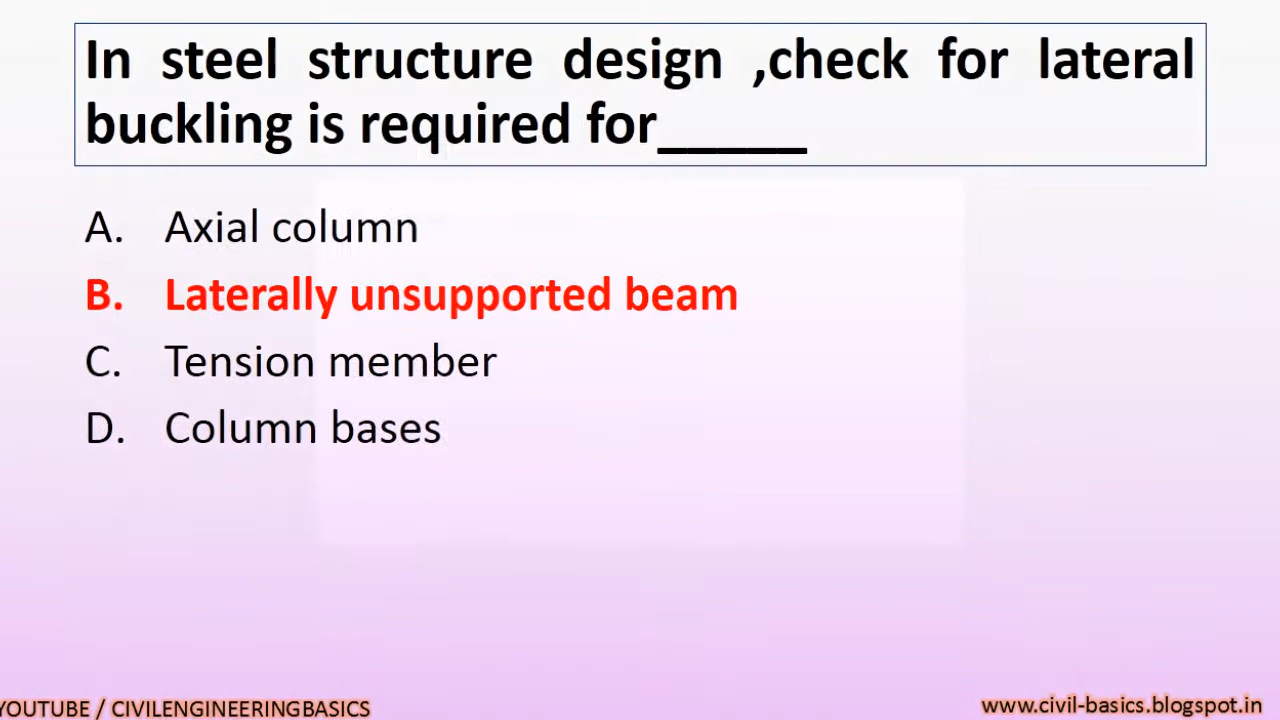 In steel structure design ,check for lateral
buckling is required for_____
A. Axial column
B. Laterally unsupported beam
C. Tension member
D. Column bases
YOUTUBE / CIVILENGINEERINGBASICS
www.civil-basics.blogspot.in